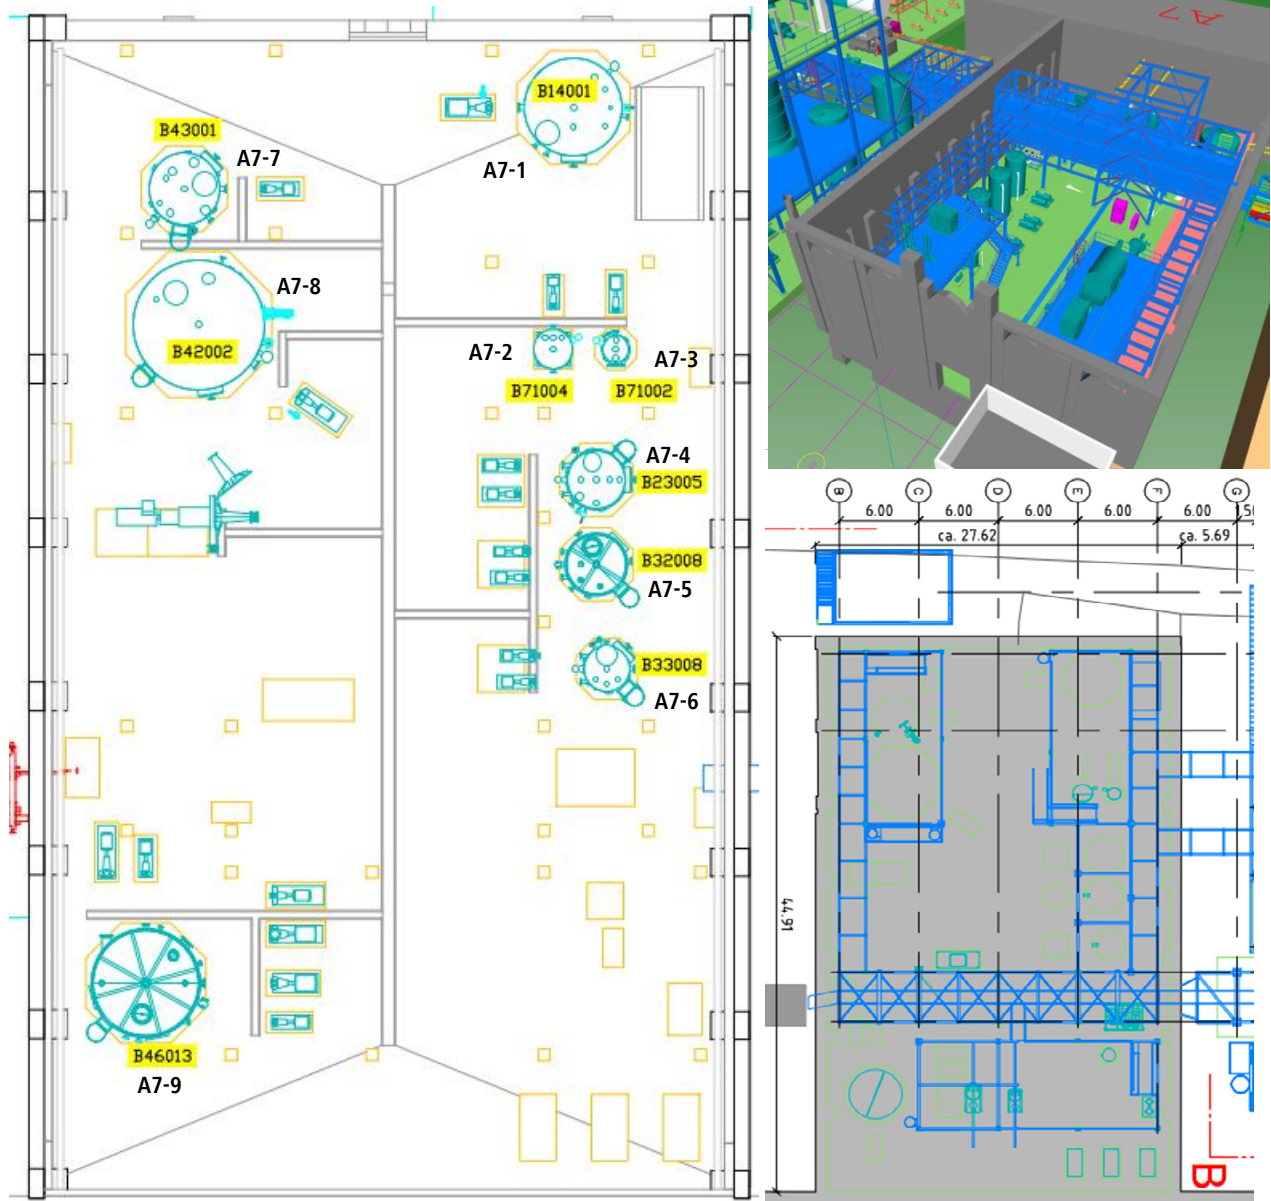 B14001
A7-1
B43001
A7-7
A7-8
B42002
A7-2
A7-3
B71004
B71002
A7-4
B23005
B32008
A7-5
B33008
A7-6
B46013
A7-9
A7
B C D E F G
6.00 6.00 6.00 6.00 6.00
ca. 27.62 ca. 5.69
44.91
B